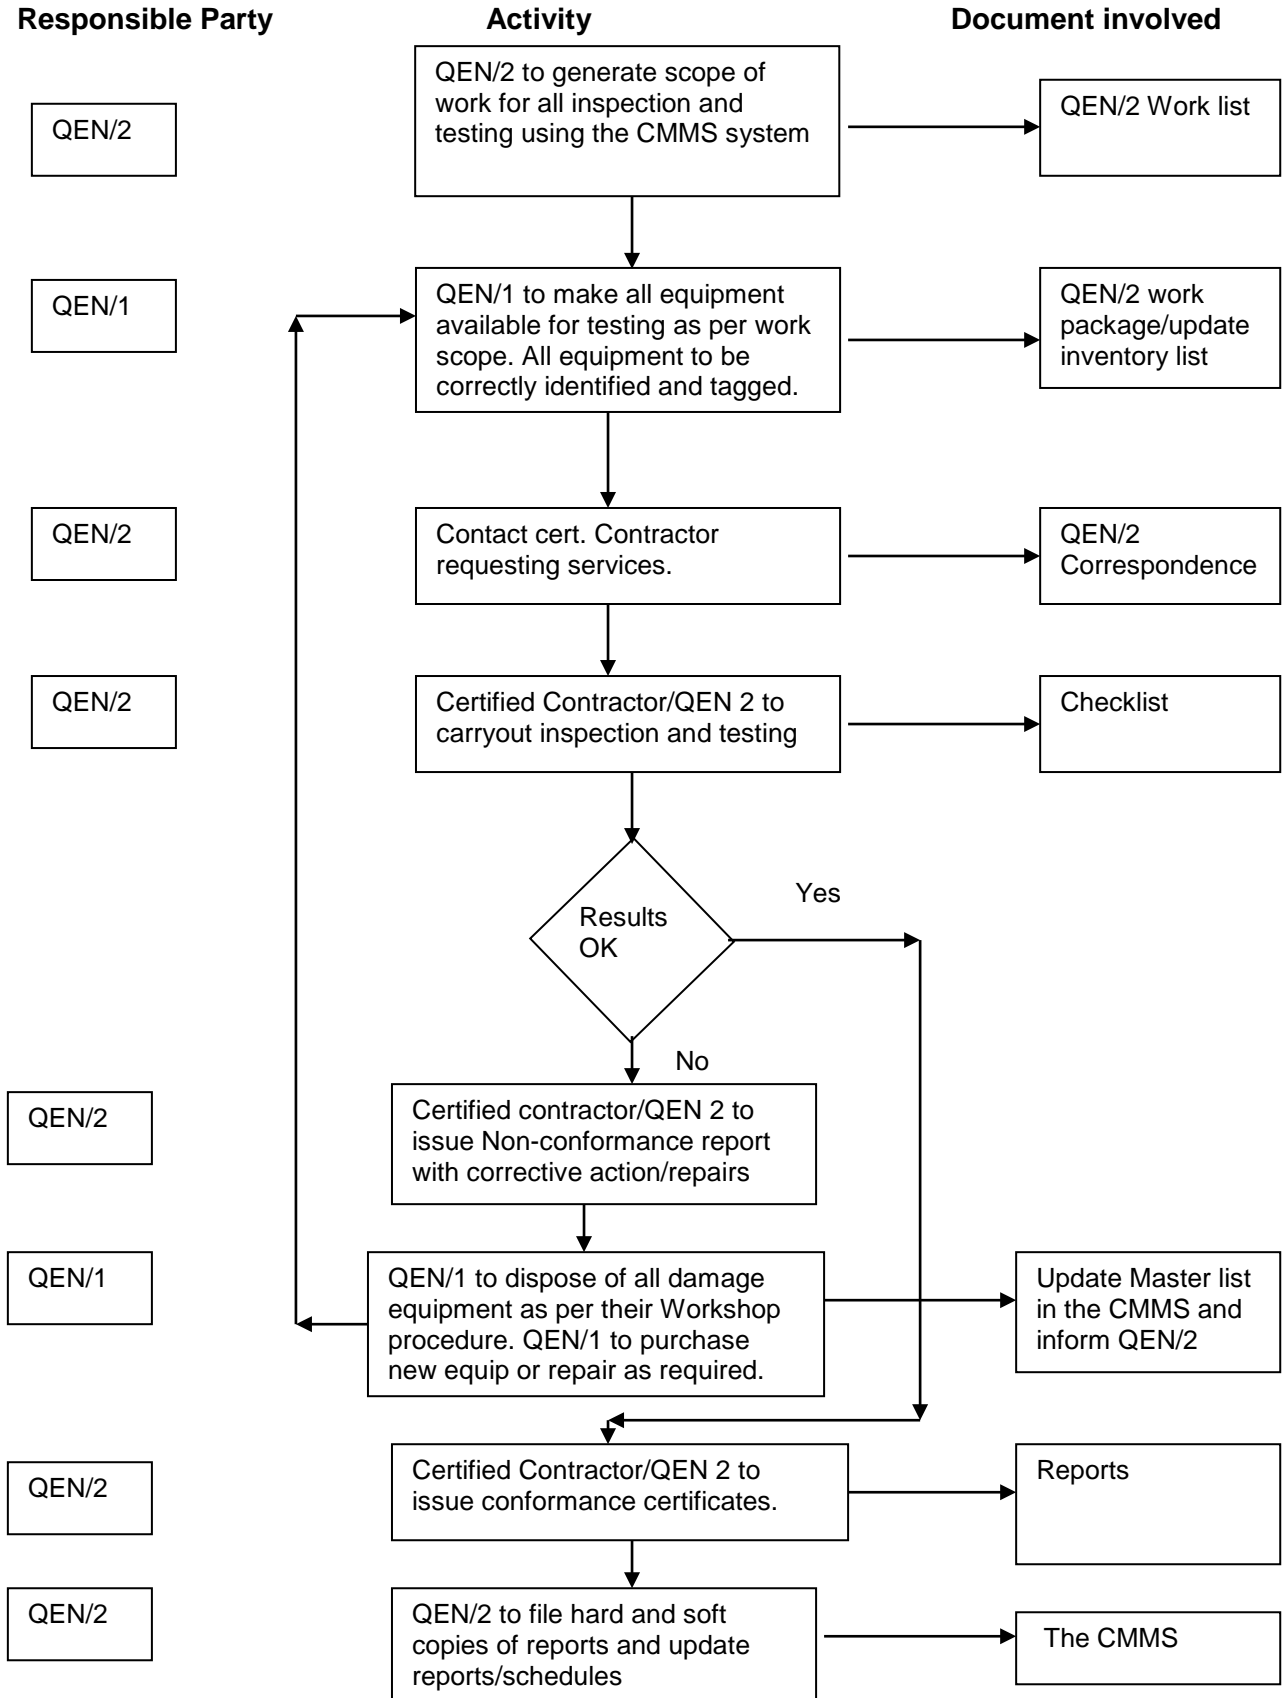 Responsible Party
Activity
Document involved
QEN/2
QEN/2 to generate scope of
work for all inspection and
testing using the CMMS system
QEN/2 Work list
QEN/1
QEN/1 to make all equipment
available for testing as per work
scope. All equipment to be
correctly identified and tagged.
QEN/2 work
package/update
inventory list
QEN/2
Contact cert. Contractor
requesting services.
QEN/2
Correspondence
QEN/2
Certified Contractor/QEN 2 to
carryout inspection and testing
Checklist
Results
OK
Yes
No
QEN/2
Certified contractor/QEN 2 to
issue Non-conformance report
with corrective action/repairs
QEN/1
QEN/1 to dispose of all damage
equipment as per their Workshop
procedure. QEN/1 to purchase
new equip or repair as required.
Update Master list
in the CMMS and
inform QEN/2
QEN/2
Certified Contractor/QEN 2 to
issue conformance certificates.
Reports
QEN/2
QEN/2 to file hard and soft
copies of reports and update
reports/schedules
The CMMS